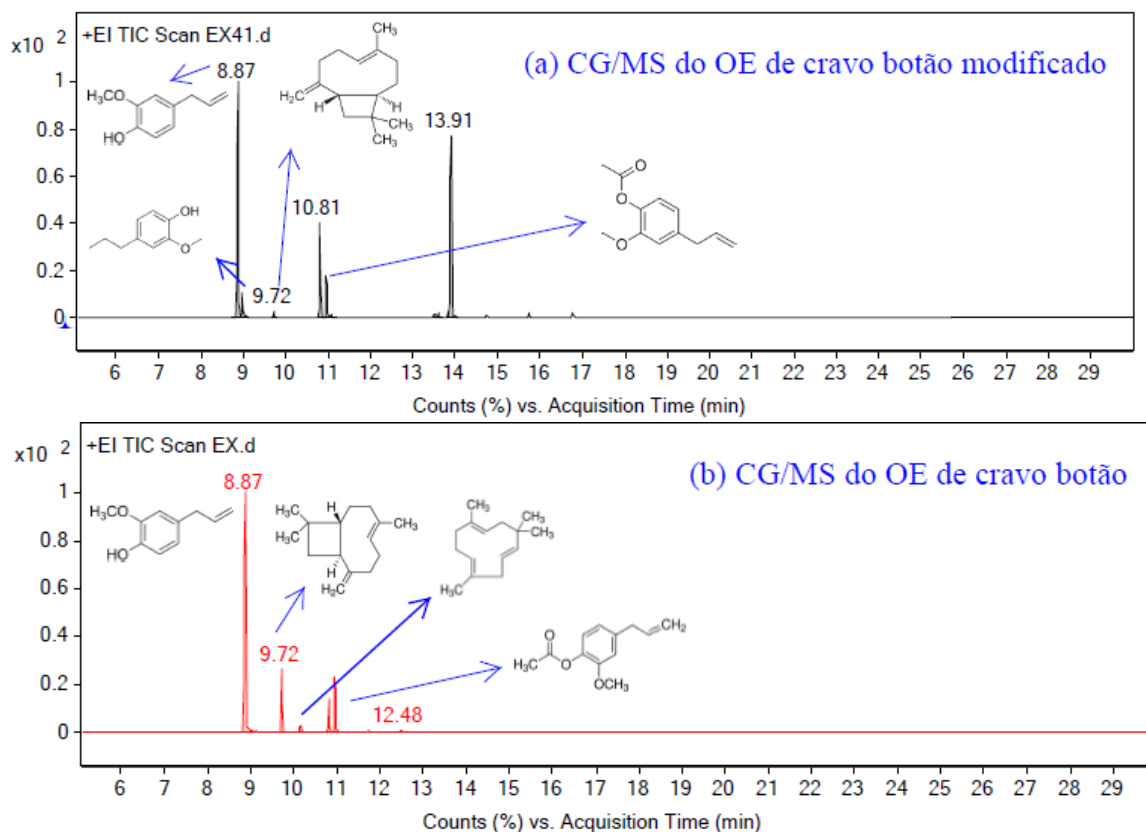 +EI TIC Scan EX41.d
x10 2
(a) CG/MS do OE de cravo botão modificado
1
0.8
0.6
0.4
0.2
0
8.87
9.72
10.81
13.91
H₃CO
HO
H₂C
CH₃
H
H
CH₃
CH₃
OH
O
O
O
O
6 7 8 9 10 11 12 13 14 15 16 17 18 19 20 21 22 23 24 25 26 27 28 29
Counts (%) vs. Acquisition Time (min)
+EI TIC Scan EX.d
x10 2
(b) CG/MS do OE de cravo botão
1
0.8
0.6
0.4
0.2
0
8.87
9.72
12.48
H₃CO
HO
H₃C
H₃C
H
H
CH₃
H₂C
H₃C
CH₃
CH₃
H₃C
O
H₃C
O
CH₂
OCH₃
6 7 8 9 10 11 12 13 14 15 16 17 18 19 20 21 22 23 24 25 26 27 28 29
Counts (%) vs. Acquisition Time (min)